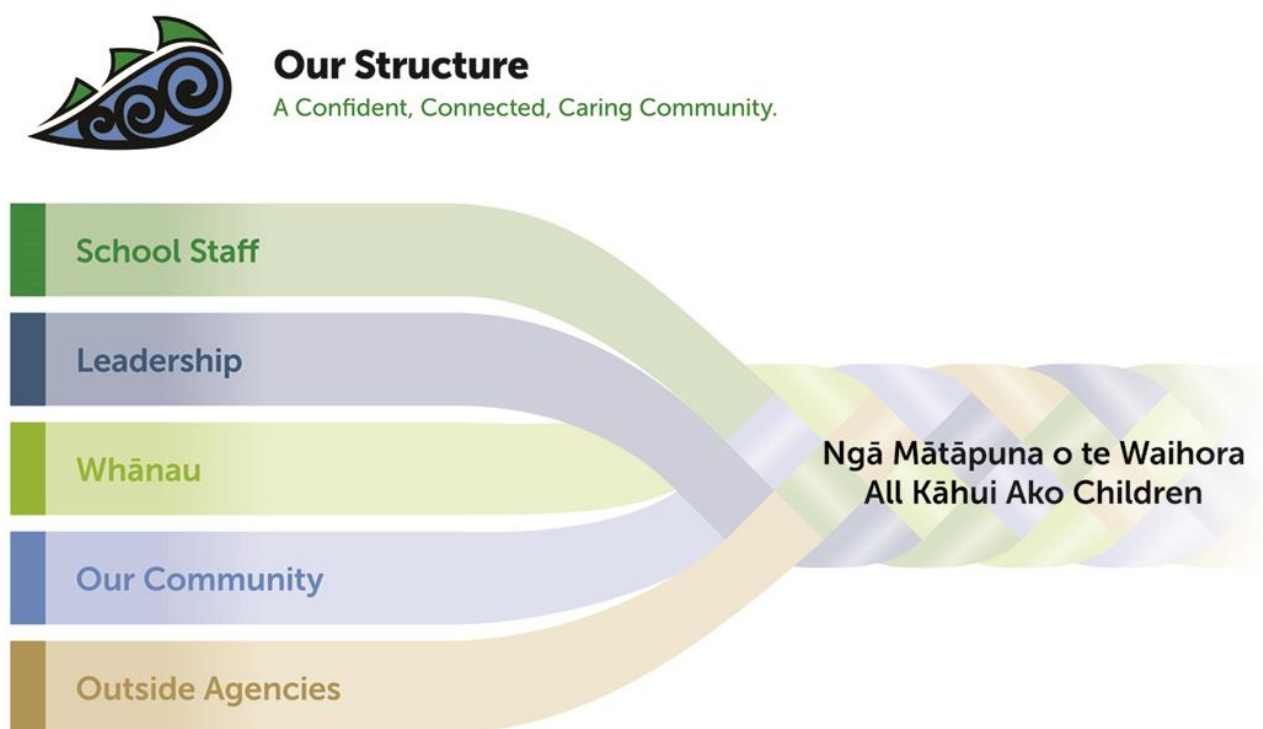 Our Structure
A Confident, Connected, Caring Community.
School Staff
Leadership
Whānau
Our Community
Outside Agencies
Ngā Mātāpuna o te Waihora
All Kāhui Ako Children